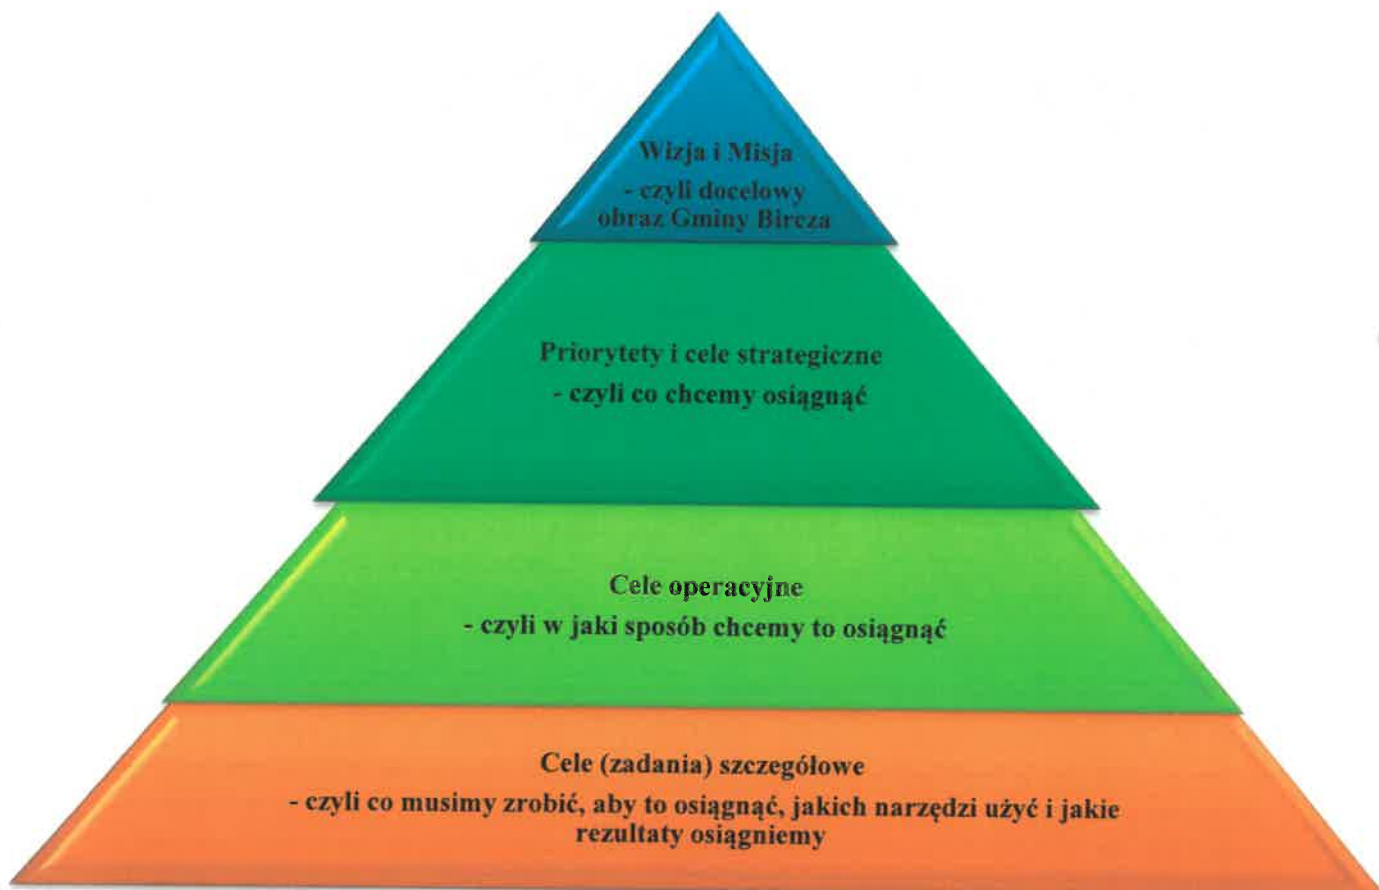 Wizja i Misja
- czyli docelowy
obraz Gminy Bircza
Priorytety i cele strategiczne
- czyli co chcemy osiągnąć
Cele operacyjne
- czyli w jaki sposób chcemy to osiągnąć
Cele (zadania) szczegółowe
- czyli co musimy zrobić, aby to osiągnąć, jakich narzędzi użyć i jakie
rezultaty osiągniemy